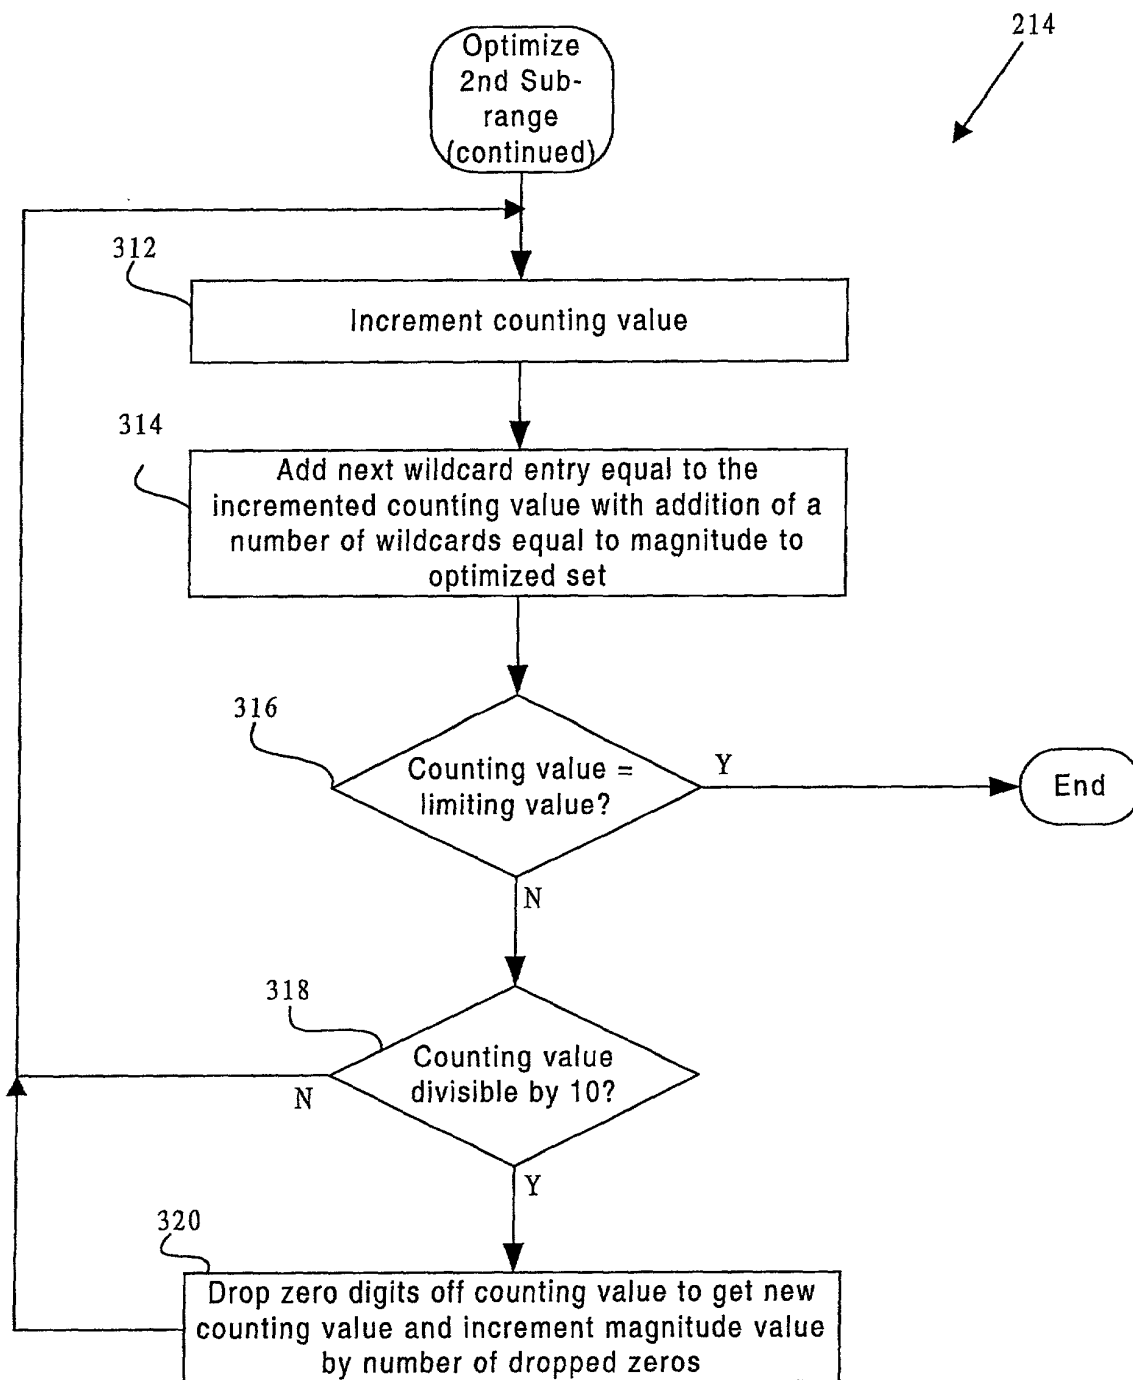 214
Optimize
2nd Sub-
range
(continued)
312
Increment counting value
314
Add next wildcard entry equal to the
incremented counting value with addition of a
number of wildcards equal to magnitude to
optimized set
316
Counting value =
limiting value?
Y
End
N
318
Counting value
divisible by 10?
N
Y
320
Drop zero digits off counting value to get new
counting value and increment magnitude value
by number of dropped zeros